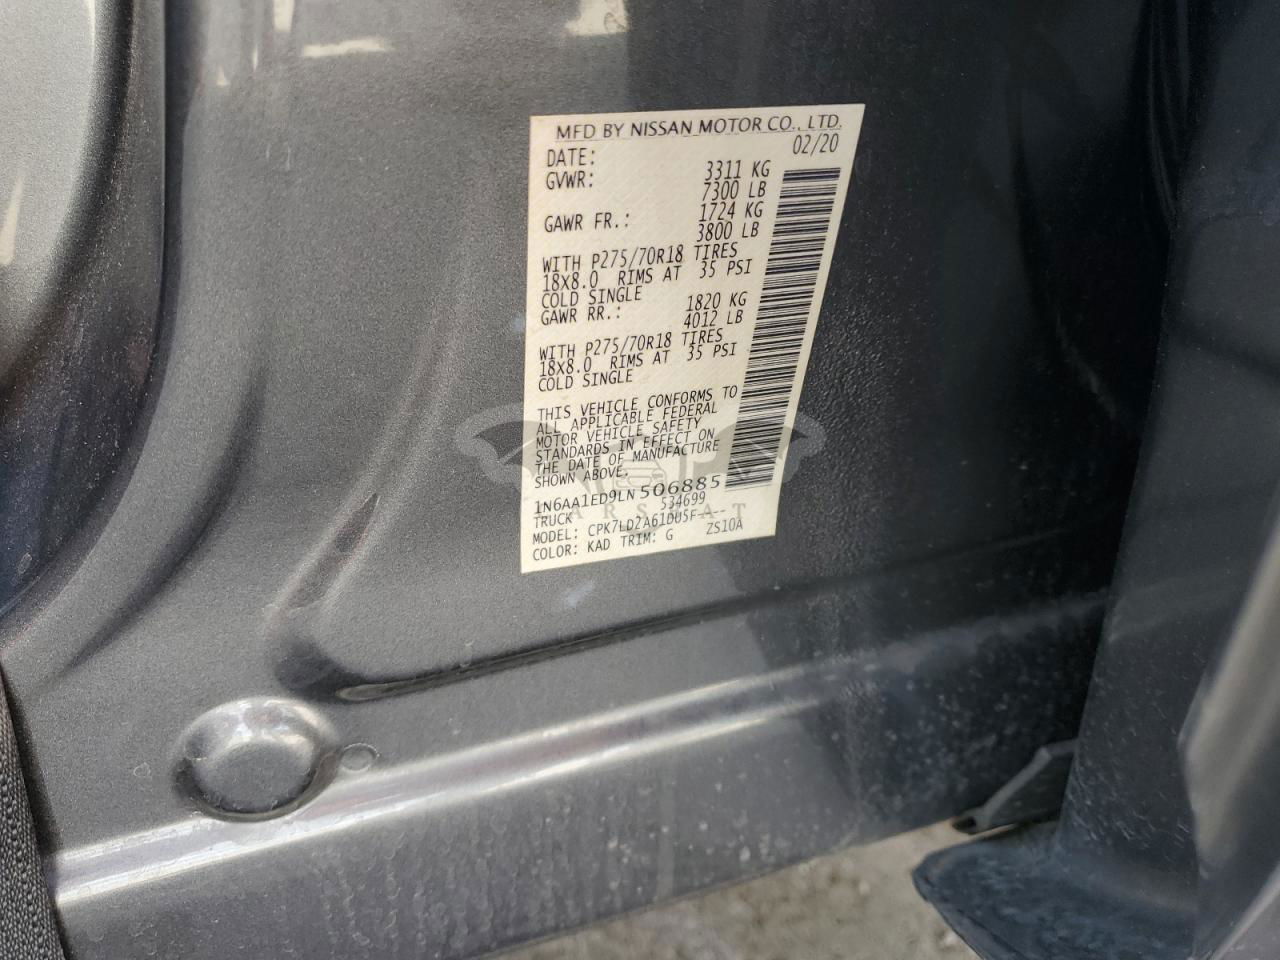 MFD BY NISSAN MOTOR CO., LTD.
DATE: 02/20
GVWR: 3311 KG
7300 LB
GAWR FR.: 1724 KG
3800 LB
WITH P275/70R18 TIRES
18X8.0 RIMS AT 35 PSI
COLD SINGLE
GAWR RR.: 1820 KG
4012 LB
WITH P275/70R18 TIRES
18X8.0 RIMS AT 35 PSI
COLD SINGLE
THIS VEHICLE CONFORMS TO
ALL APPLICABLE FEDERAL
MOTOR VEHICLE SAFETY
STANDARDS IN EFFECT ON
THE DATE OF MANUFACTURE
SHOWN ABOVE.
1N6AA1ED9LN506885
TRUCK 534699
MODEL: CPK7LD2A61DU5F----
COLOR: KAD TRIM: G ZS10A